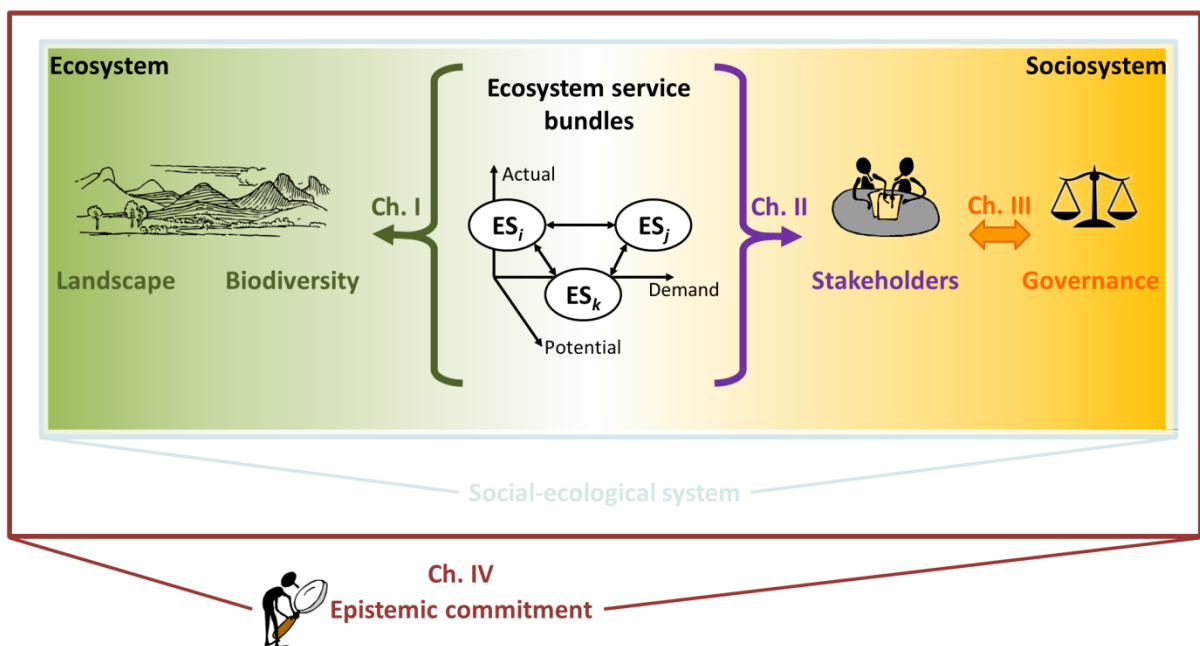 Ecosystem
Sociosystem
Ecosystem service
bundles
Actual
Ch. I
ES i
ES j
Ch. II
Ch. III
Landscape
Biodiversity
ES k
Demand
Stakeholders
Governance
Potential
Social-ecological system
Ch. IV
Epistemic commitment